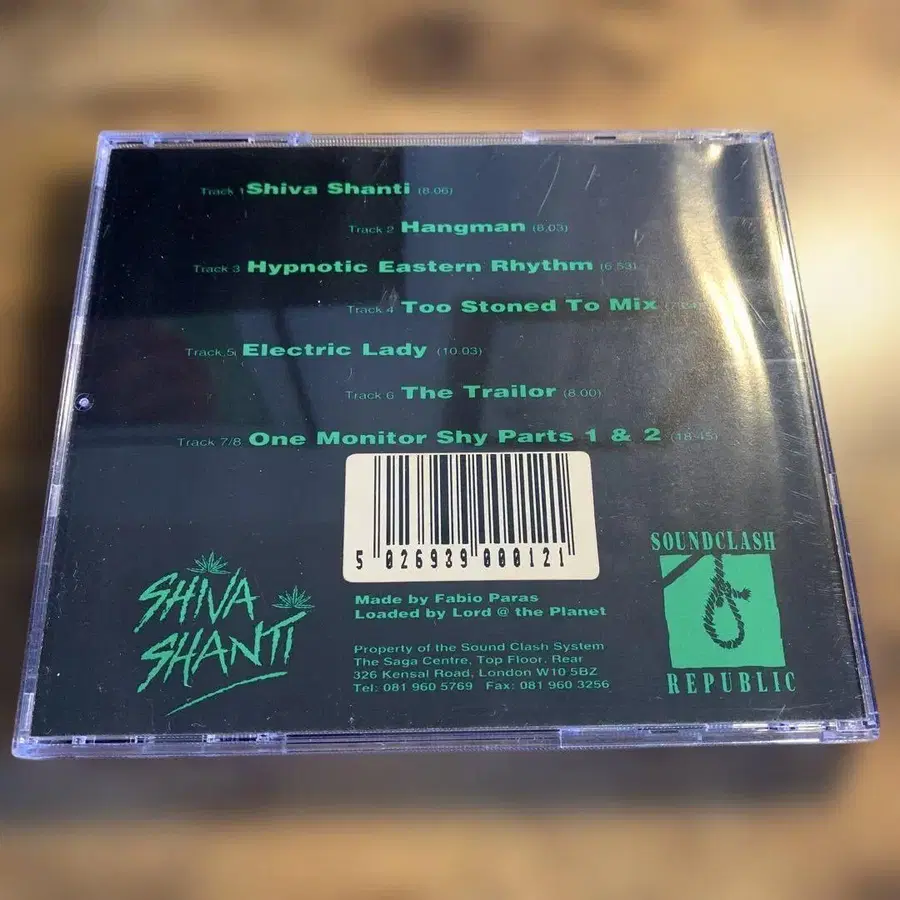 Track 1 Shiva Shanti (8.06)
Track 2 Hangman (8.03)
Track 3 Hypnotic Eastern Rhythm (6.53)
Track 4 Too Stoned To Mix
Track 5 Electric Lady (10.03)
Track 6 The Trailor (8.00)
Track 7/8 One Monitor Shy Parts 1 & 2 (18.45)
5 026939 000121
SHIVA
SHANTI
Made by Fabio Paras
Loaded by Lord @ the Planet
Property of the Sound Clash System
The Saga Centre, Top Floor, Rear
326 Kensal Road, London W10 5BZ
Tel: 081 960 5769 Fax: 081 960 3256
SOUNDCLASH
REPUBLIC